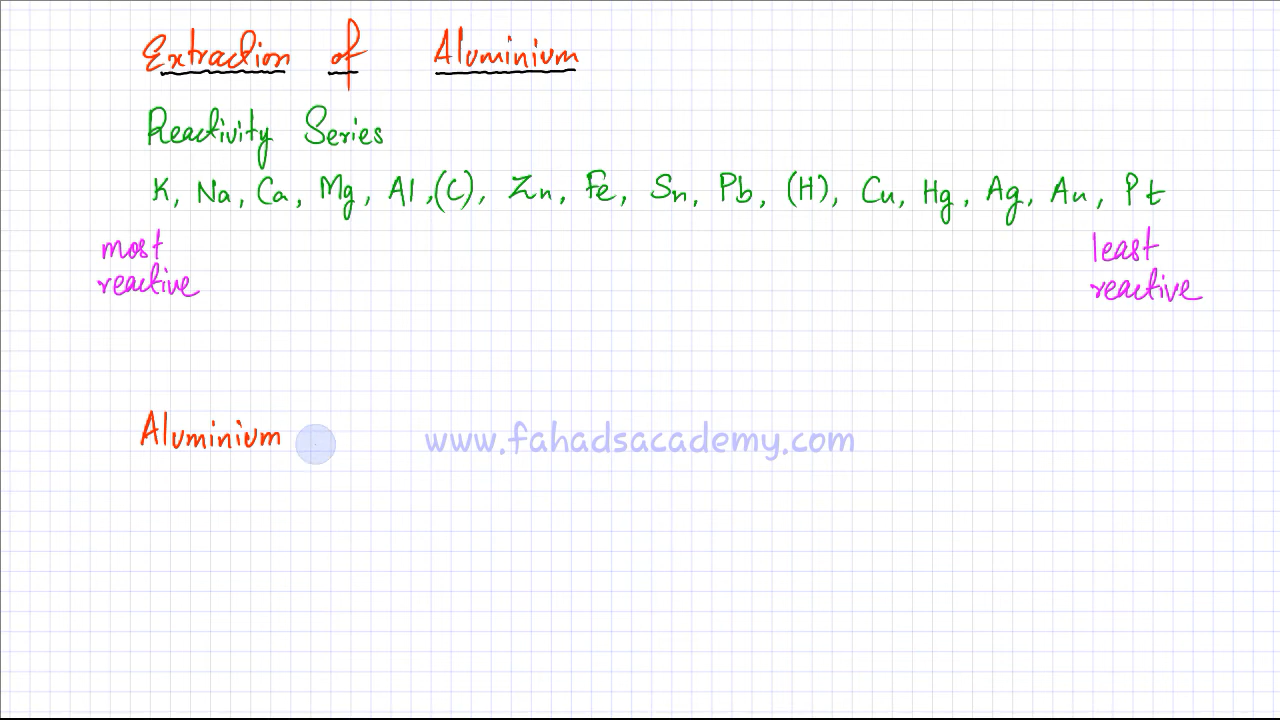 Extraction of Aluminium
Reactivity Series
K, Na, Ca, Mg, Al, (C), Zn, Fe, Sn, Pb, (H), Cu, Hg, Ag, Au, Pt
most reactive
least reactive
Aluminium
www.fahadsacademy.com